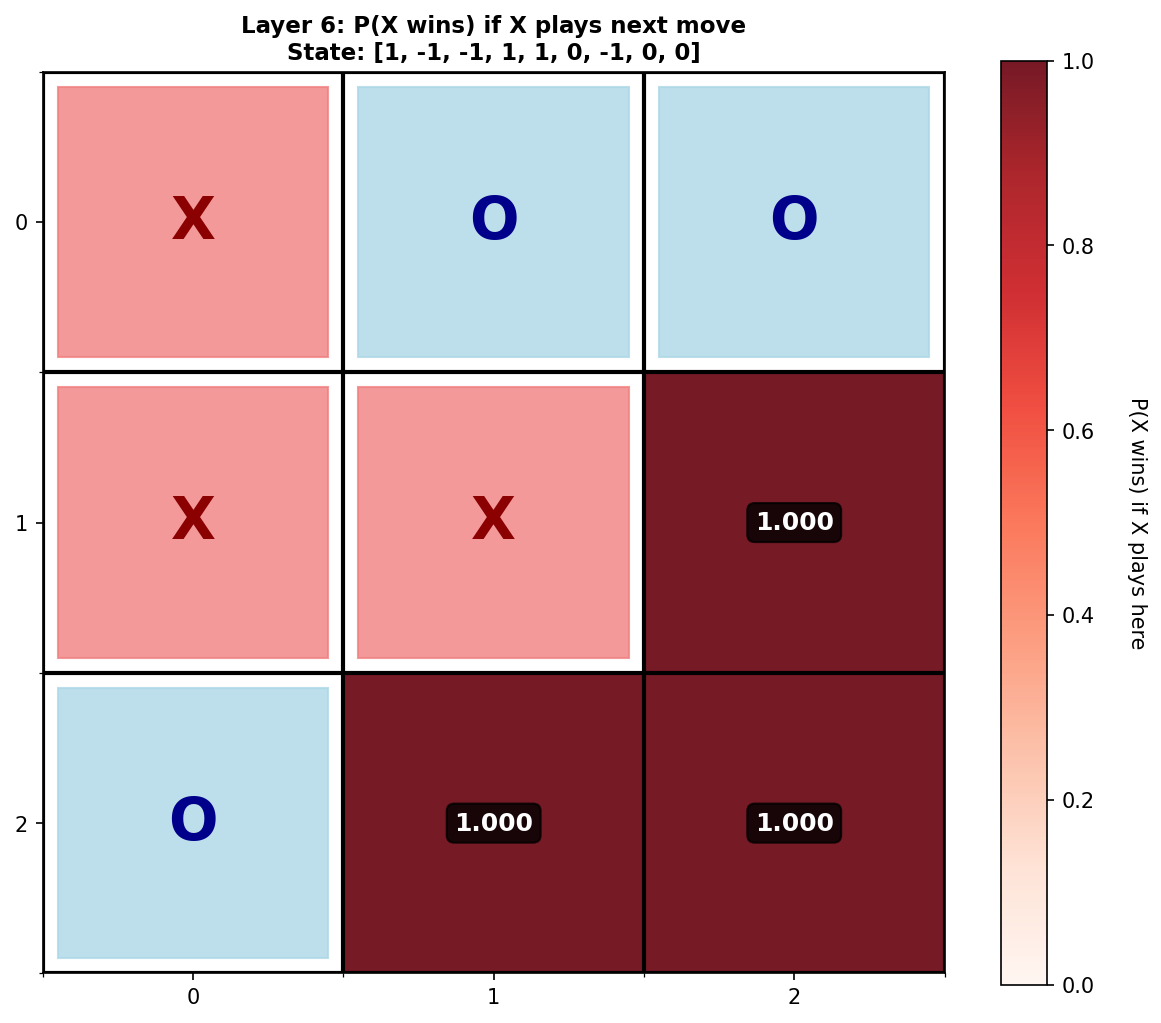 Layer 6: P(X wins) if X plays next move
State: [1, -1, -1, 1, 1, 0, -1, 0, 0]
0
X
O
O
1
X
X
1.000
2
O
1.000
1.000
0
1
2
1.0
0.8
0.6
0.4
0.2
0.0
P(X wins) if X plays here